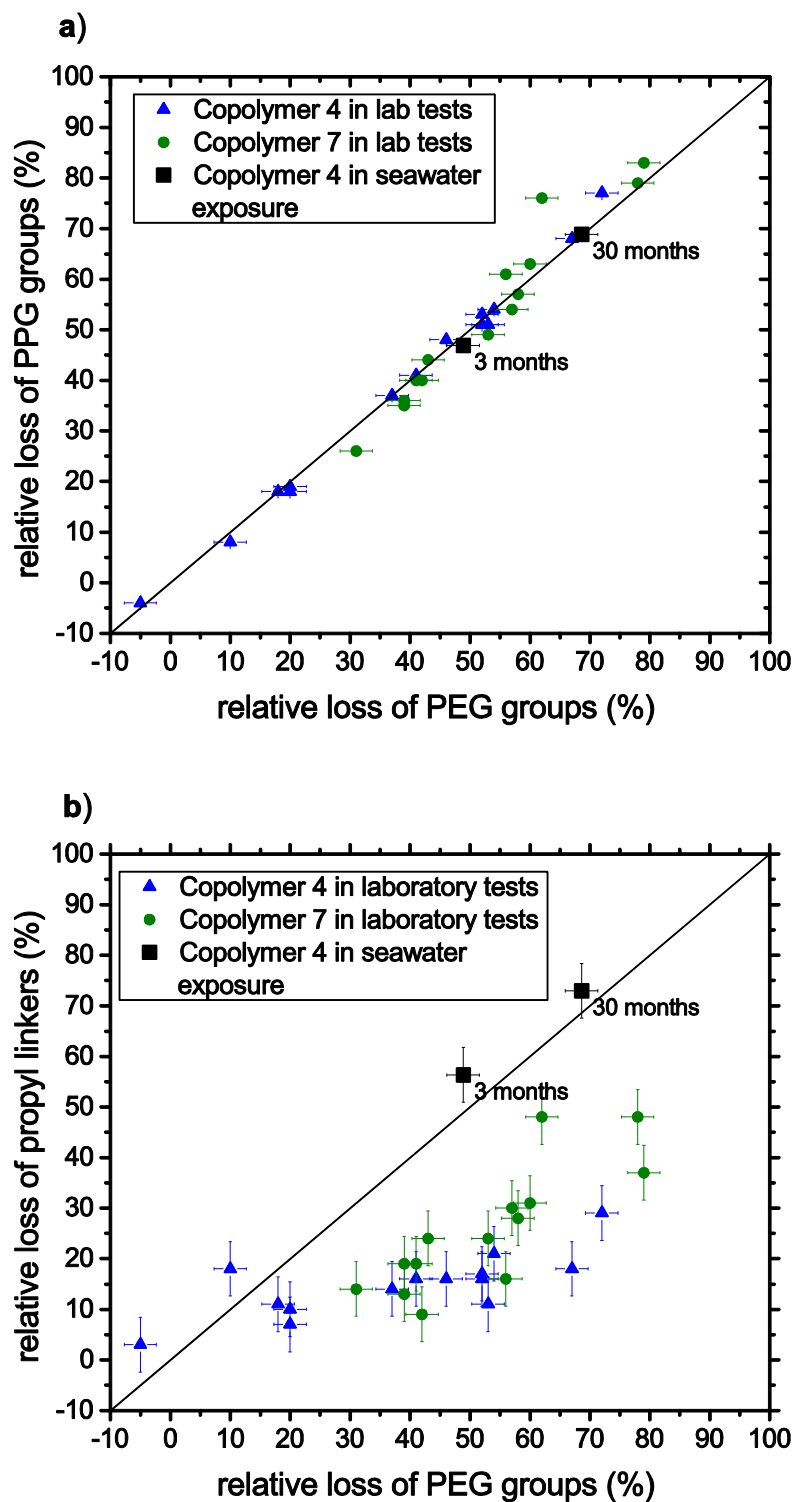 a)
100
90
80
70
60
50
40
30
20
10
0
-10
relative loss of PPG groups (%)
Copolymer 4 in lab tests
Copolymer 7 in lab tests
Copolymer 4 in seawater
exposure
30 months
3 months
-10 0 10 20 30 40 50 60 70 80 90 100
relative loss of PEG groups (%)
b)
100
90
80
70
60
50
40
30
20
10
0
-10
relative loss of propyl linkers (%)
Copolymer 4 in laboratory tests
Copolymer 7 in laboratory tests
Copolymer 4 in seawater
exposure
30 months
3 months
-10 0 10 20 30 40 50 60 70 80 90 100
relative loss of PEG groups (%)